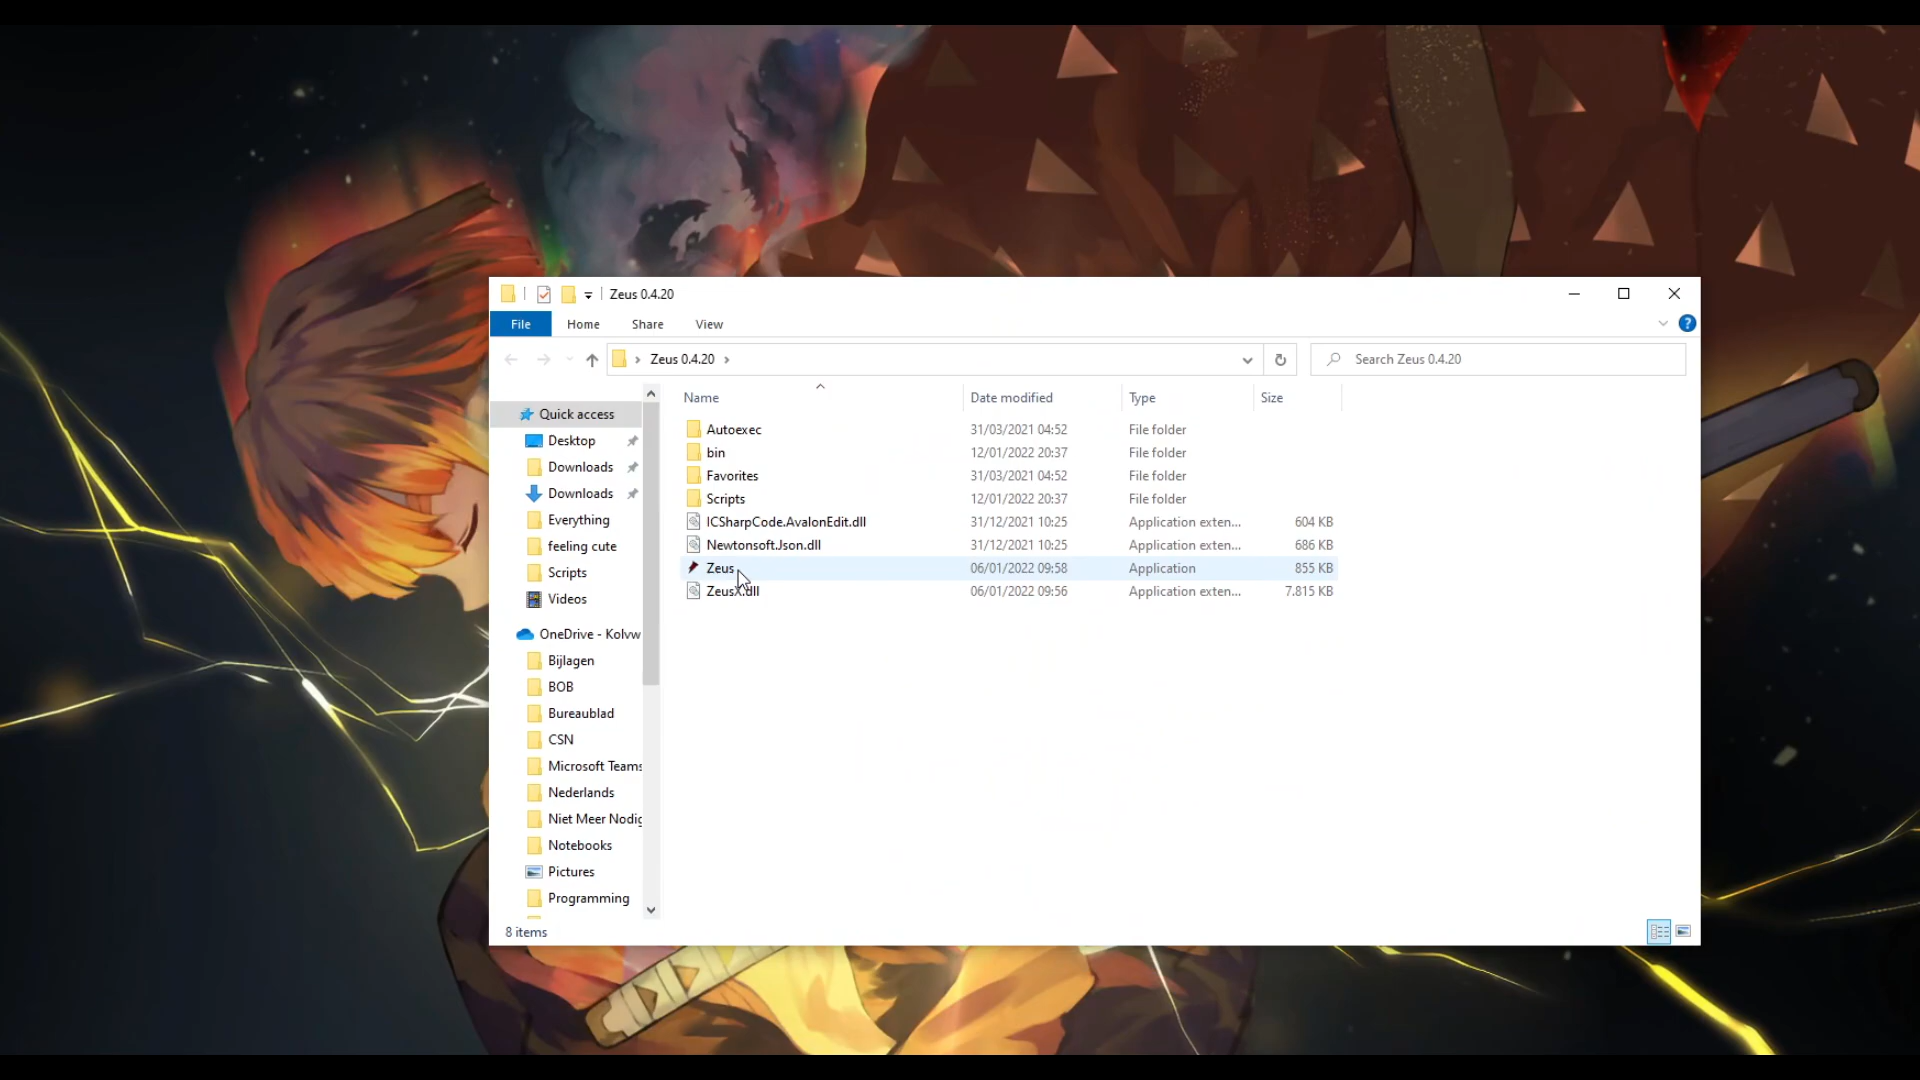 Zeus 0.4.20
File Home Share View
Zeus 0.4.20
Search Zeus 0.4.20
Name Date modified Type Size
Quick access
Desktop
Downloads
Downloads
Everything
feeling cute
Scripts
Videos
OneDrive - Kolvw
Bijlagen
BOB
Bureaublad
CSN
Microsoft Teams
Nederlands
Niet Meer Nodig
Notebooks
Pictures
Programming
Autoexec 31/03/2021 04:52 File folder
bin 12/01/2022 20:37 File folder
Favorites 31/03/2021 04:52 File folder
Scripts 12/01/2022 20:37 File folder
ICSharpCode.AvalonEdit.dll 31/12/2021 10:25 Application exten... 604 KB
Newtonsoft.Json.dll 31/12/2021 10:25 Application exten... 686 KB
Zeus 06/01/2022 09:58 Application 855 KB
ZeusX.dll 06/01/2022 09:56 Application exten... 7.815 KB
8 items